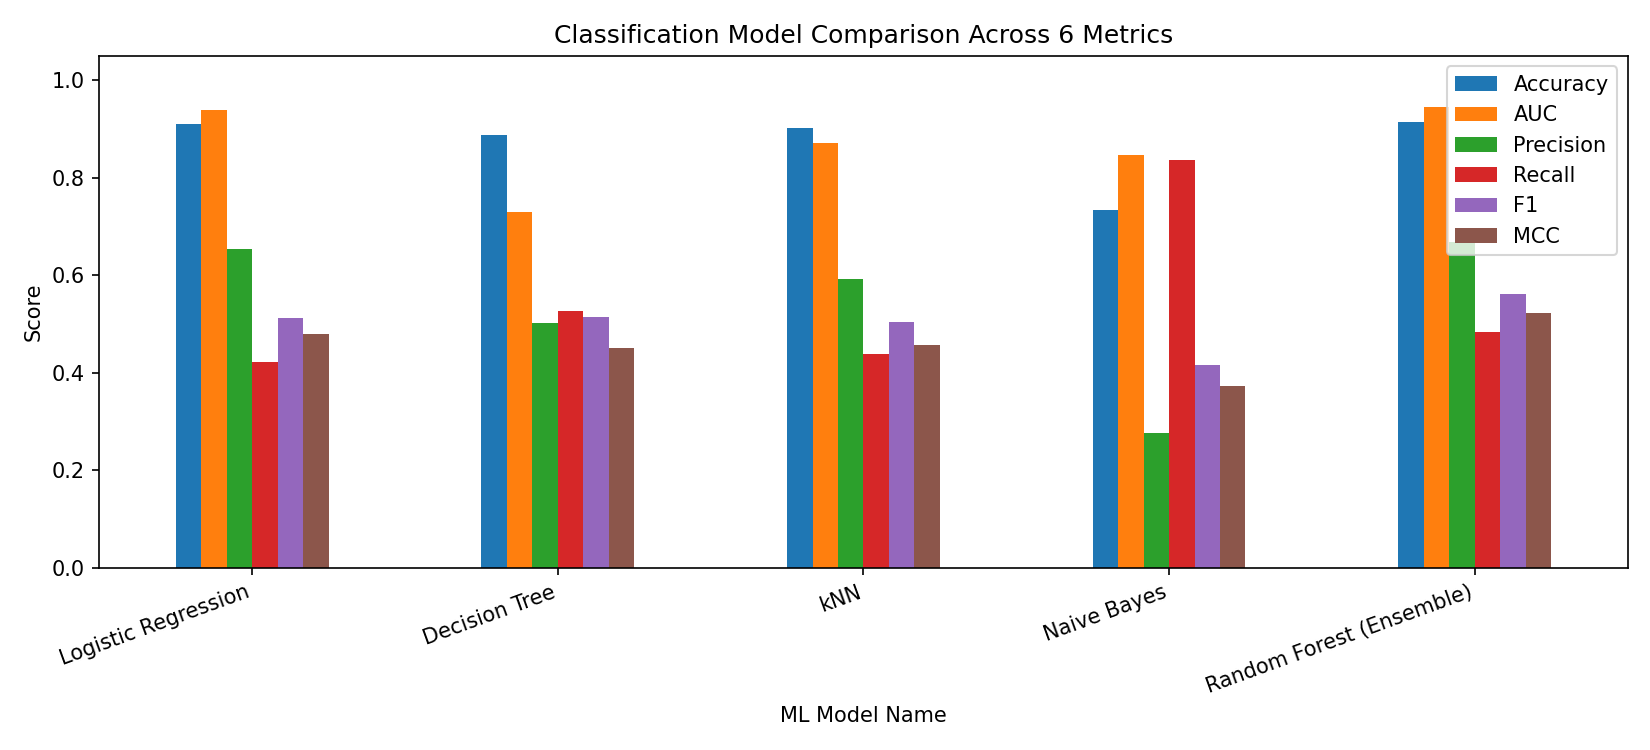 Classification Model Comparison Across 6 Metrics
1.0
0.8
0.6
0.4
0.2
0.0
Score
Accuracy
AUC
Precision
Recall
F1
MCC
Logistic Regression
Decision Tree
kNN
Naive Bayes
Random Forest (Ensemble)
ML Model Name